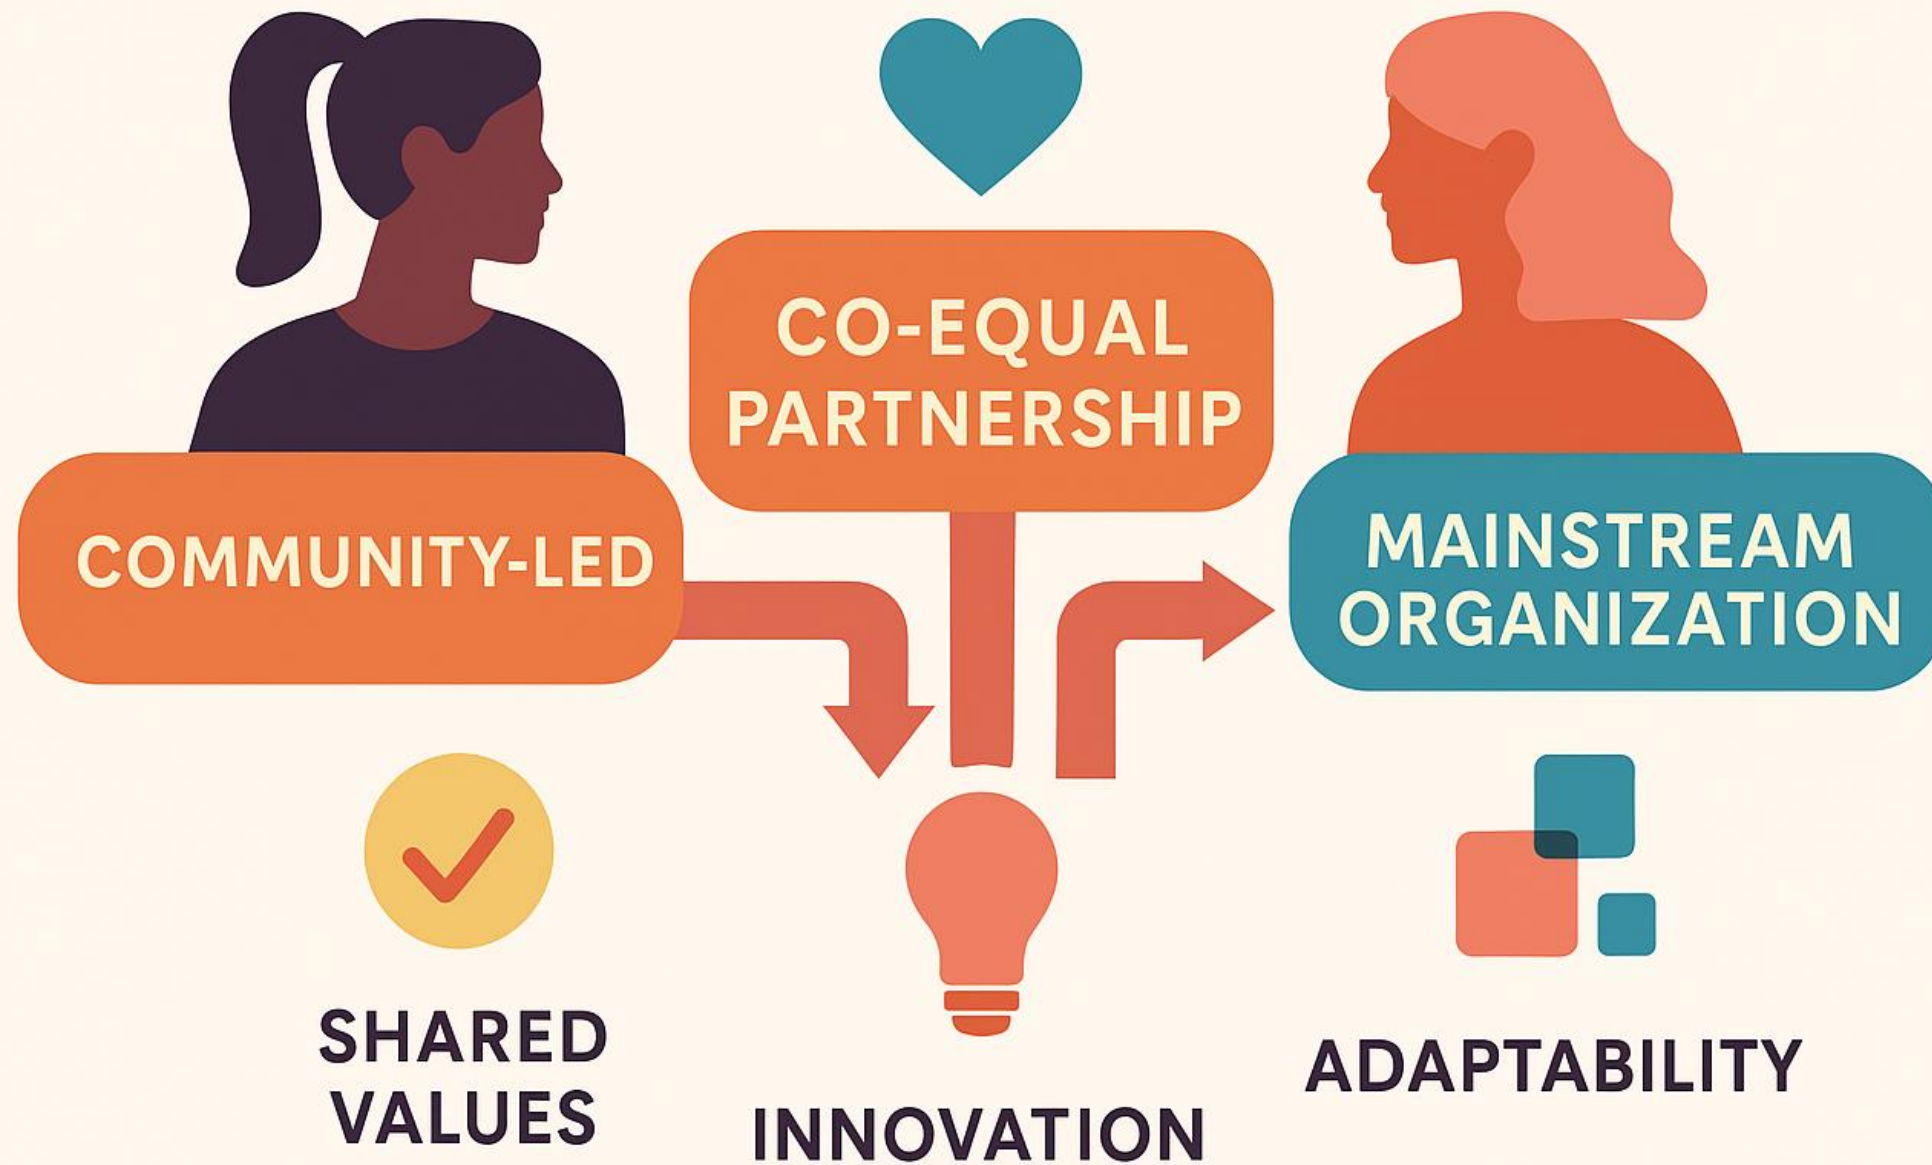 CO-EQUAL
PARTNERSHIP
COMMUNITY-LED
MAINSTREAM
ORGANIZATION
SHARED
VALUES
INNOVATION
ADAPTABILITY